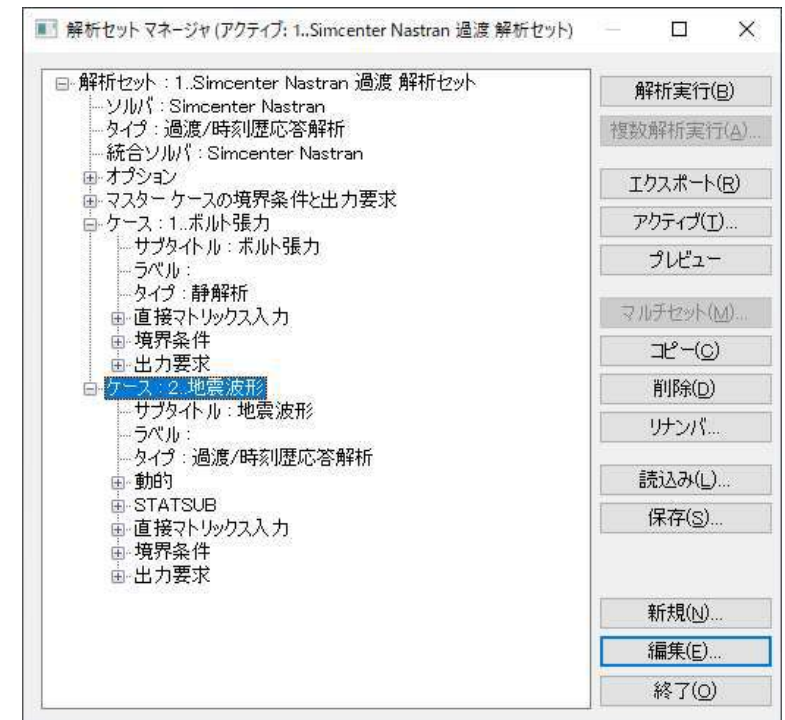 解析セット マネージャ (アクティブ: 1..Simcenter Nastran 過渡 解析セット)
解析セット : 1..Simcenter Nastran 過渡 解析セット
ソルバ : Simcenter Nastran
タイプ : 過渡/時刻歴応答解析
統合ソルバ : Simcenter Nastran
オプション
マスター ケースの境界条件と出力要求
ケース : 1..ボルト張力
サブタイトル : ボルト張力
ラベル :
タイプ : 静解析
直接マトリックス入力
境界条件
出力要求
ケース : 2..地震波形
サブタイトル : 地震波形
ラベル :
タイプ : 過渡/時刻歴応答解析
動的
STATSUB
直接マトリックス入力
境界条件
出力要求
解析実行(B)
複数解析実行(A)...
エクスポート(R)
アクティブ(T)...
プレビュー
マルチセット(M)...
コピー(C)
削除(D)
リナンバ...
読込み(L)...
保存(S)...
新規(N)...
編集(E)...
終了(O)